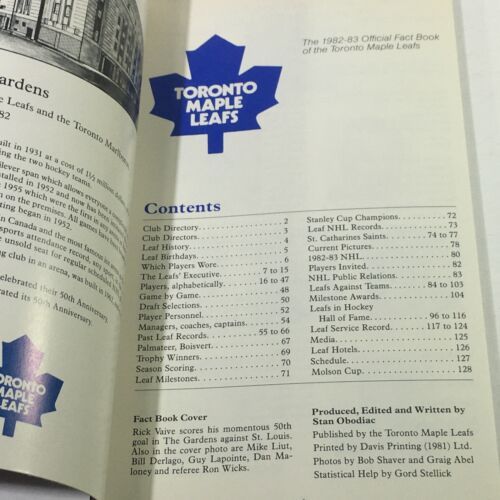 ardens
e Leafs and the Toronto Marlboros
82
uilt in 1931 at a cost of 1½ million
ing the two hockey teams.
ilever span which allows everyone a
stalled in 1952 and now has a
e 1955 which were the first in any
n on the premises. All games have
ting began in 1952.
n Canada and the most famous
sports attendance record, any sport
e unsold seat for regular scheduled
ng club in an arena, was built in
elebrated their 50th Anniversary.
rated its 50th Anniversary.
TORONTO
MAPLE
LEAFS
The 1982-83 Official Fact Book
of the Toronto Maple Leafs
TORONTO
MAPLE
LEAFS
Contents
Club Directory 2
Club Directors 3
Leaf History 4
Leaf Birthdays 5
Which Players Wore 6
The Leafs' Executive 7 to 15
Players, alphabetically 16 to 47
Game by Game 48
Draft Selections 50
Player Personnel 52
Managers, coaches, captains 54
Past Leaf Records 55 to 66
Palmateer, Boisvert 67
Trophy Winners 69
Season Scoring 70
Leaf Milestones 71
Stanley Cup Champions 72
Leaf NHL Records 73
St. Catharines Saints 74 to 77
Current Pictures 78
1982-83 NHL 80
Players Invited 82
NHL Public Relations 83
Leafs Against Teams 84 to 103
Milestone Awards 104
Leafs in Hockey
Hall of Fame 96 to 116
Leaf Service Record 117 to 124
Media 125
Leaf Hotels 126
Schedule 127
Molson Cup 128
Fact Book Cover
Rick Vaive scores his momentous 50th
goal in The Gardens against St. Louis.
Also in the cover photo are Mike Liut,
Bill Derlago, Guy Lapointe, Dan Ma-
loney and referee Ron Wicks.
Produced, Edited and Written by
Stan Obodiac
Published by the Toronto Maple Leafs
Printed by Davis Printing (1981) Ltd.
Photos by Bob Shaver and Graig Abel
Statistical Help by Gord Stellick